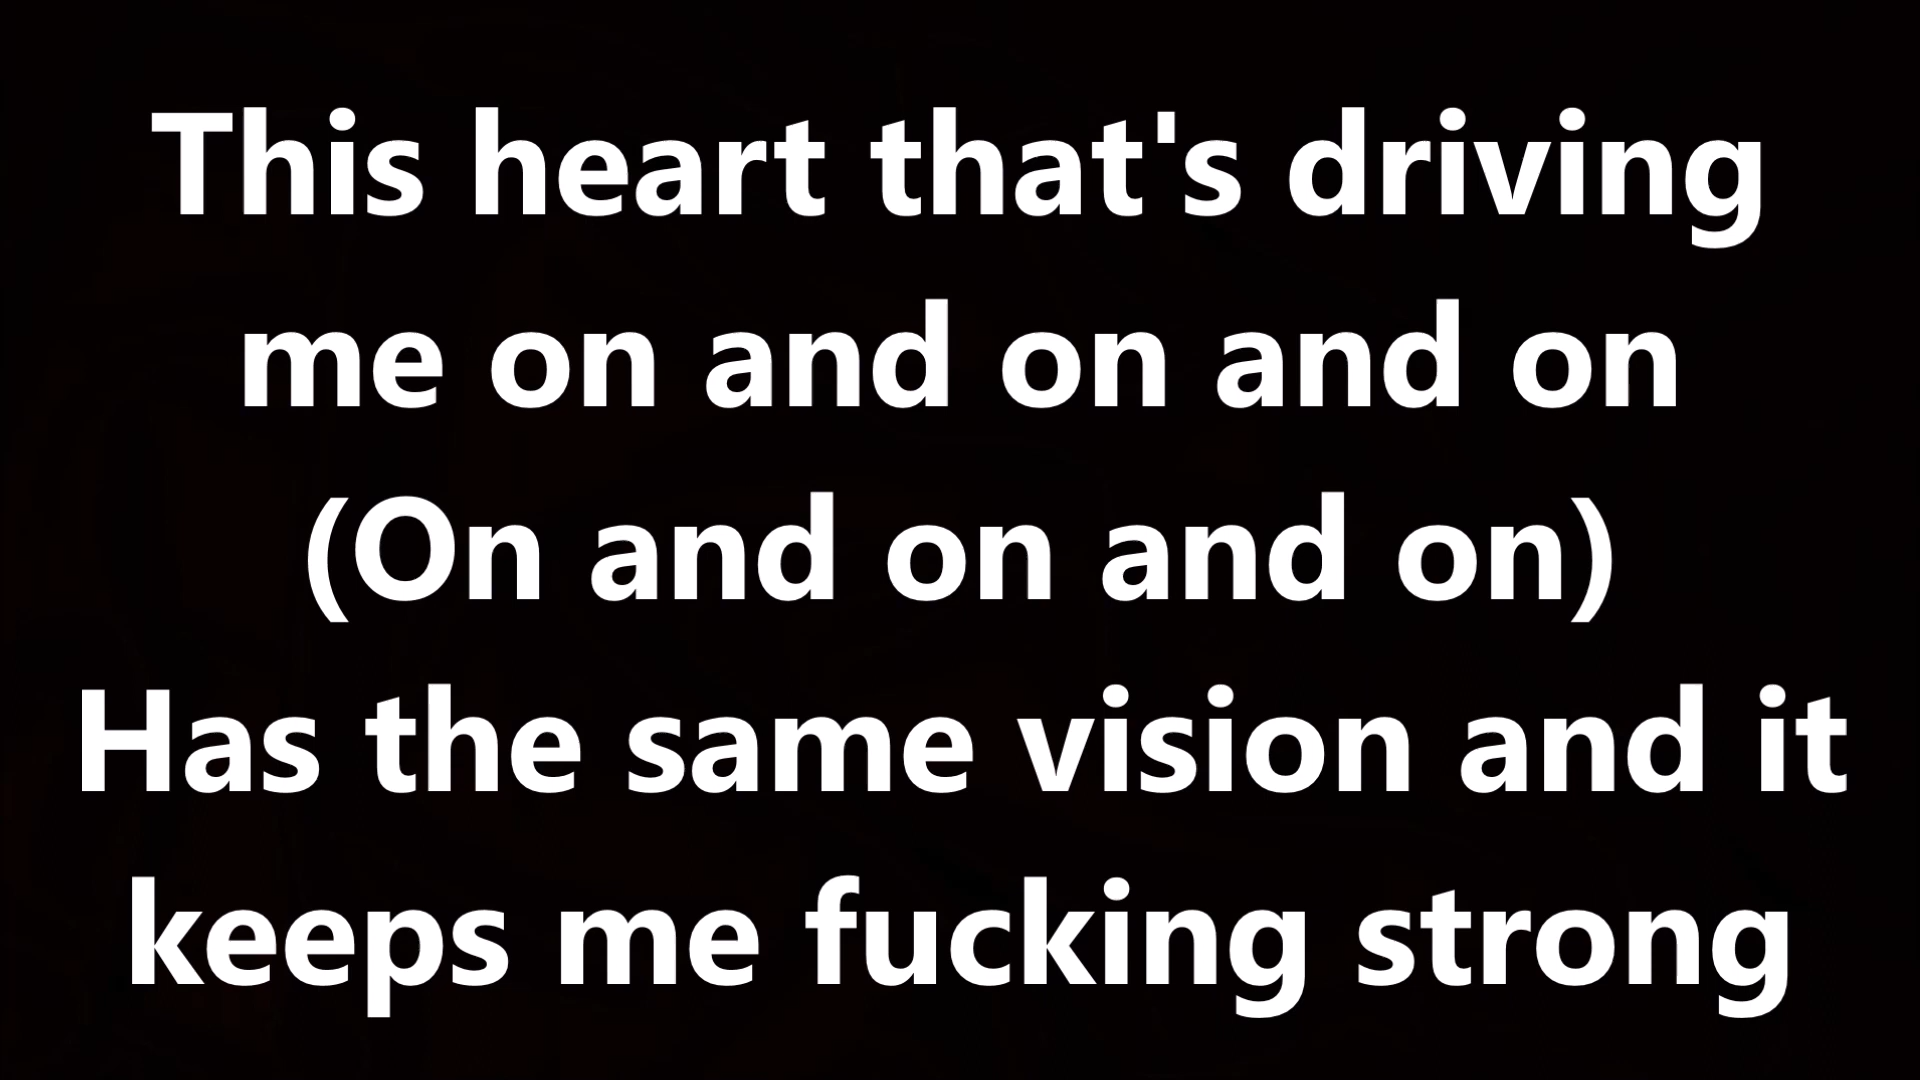 This heart that's driving
me on and on and on
(On and on and on)
Has the same vision and it
keeps me fucking strong